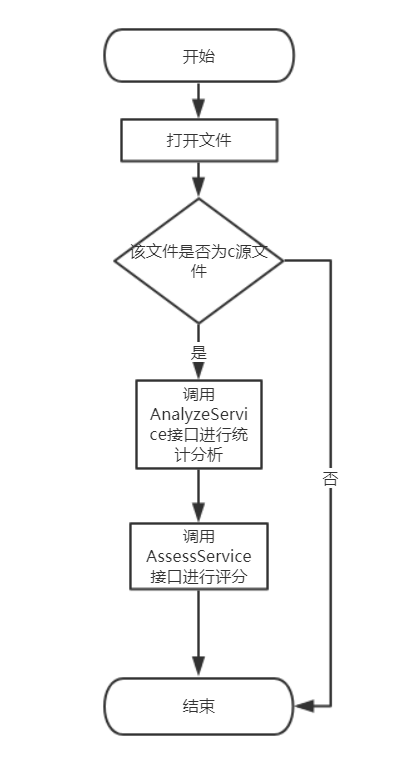 开始
打开文件
该文件是否为c源文
件
是
调用
AnalyzeServi
ce接口进行统
计分析
否
调用
AssessService
接口进行评分
结束